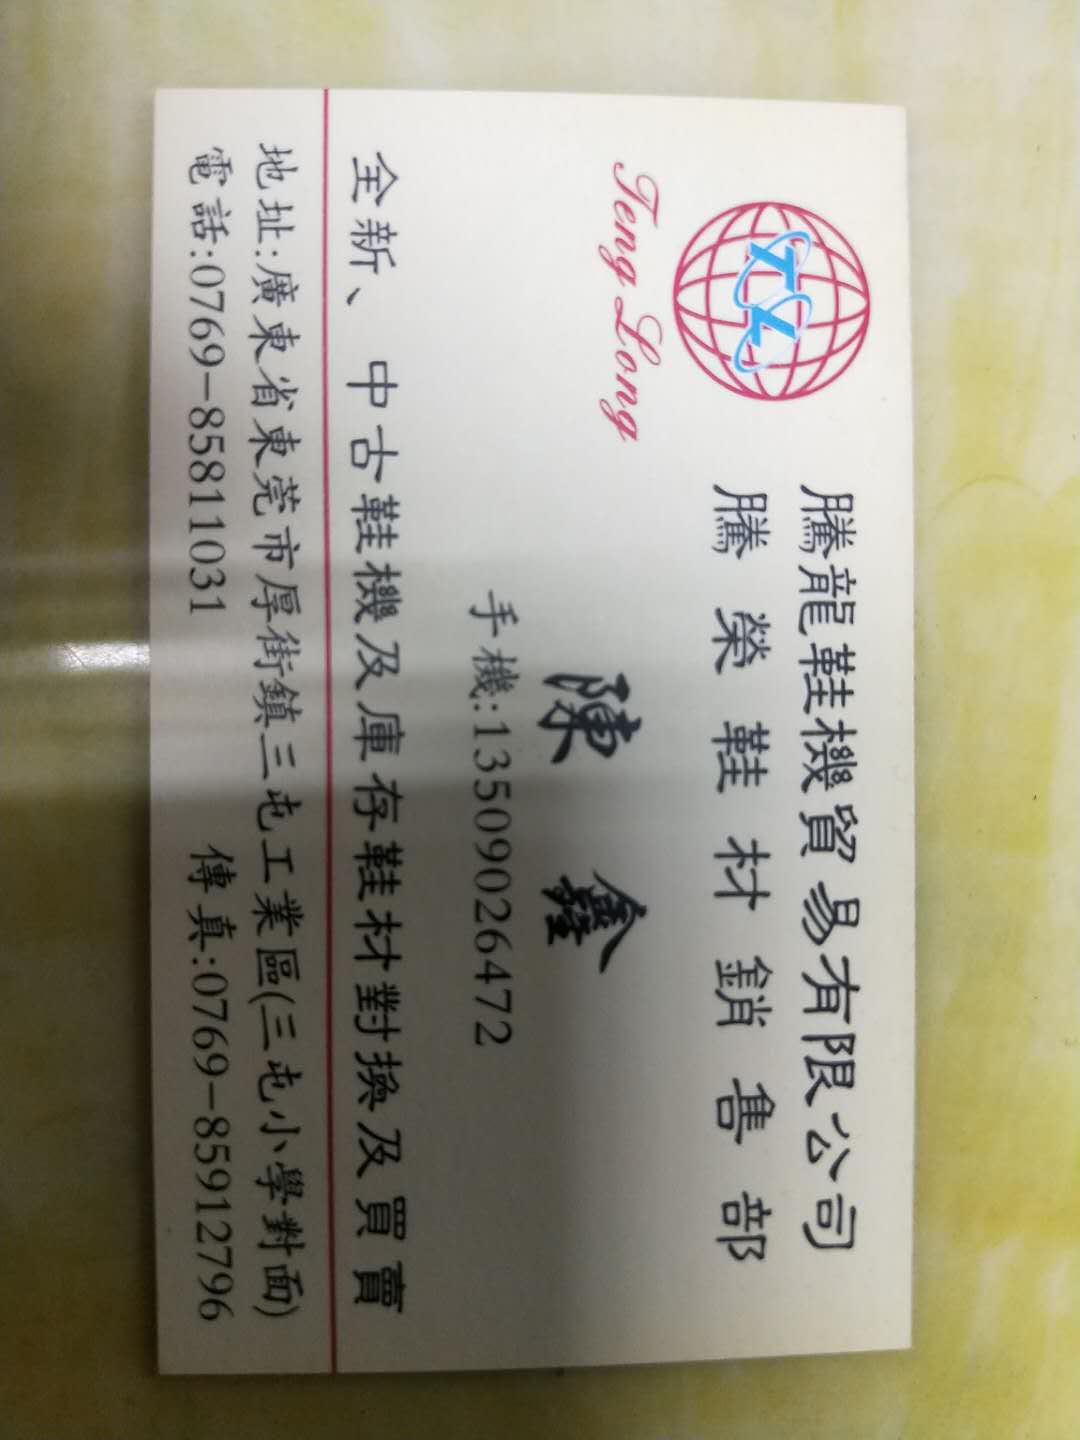 TL
Teng Long
騰龍鞋機貿易有限公司
騰榮鞋材銷售部
陳鑫
手機:13509026472
全新、中古鞋機及庫存鞋材對換及買賣
地址:廣東省東莞市厚街鎮三屯工業區(三屯小學對面)
電話:0769-85811031 傳真:0769-85912796